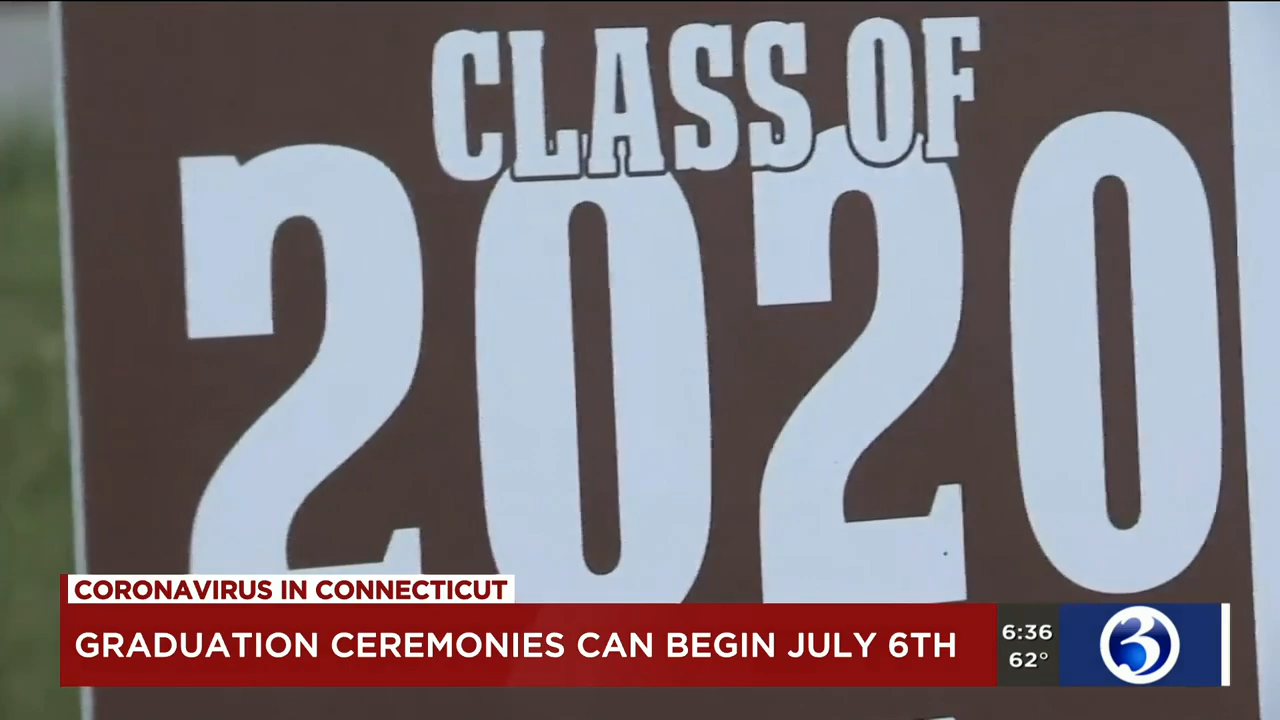 CLASS OF
2020
CORONAVIRUS IN CONNECTICUT
GRADUATION CEREMONIES CAN BEGIN JULY 6TH
6:36
62°
3